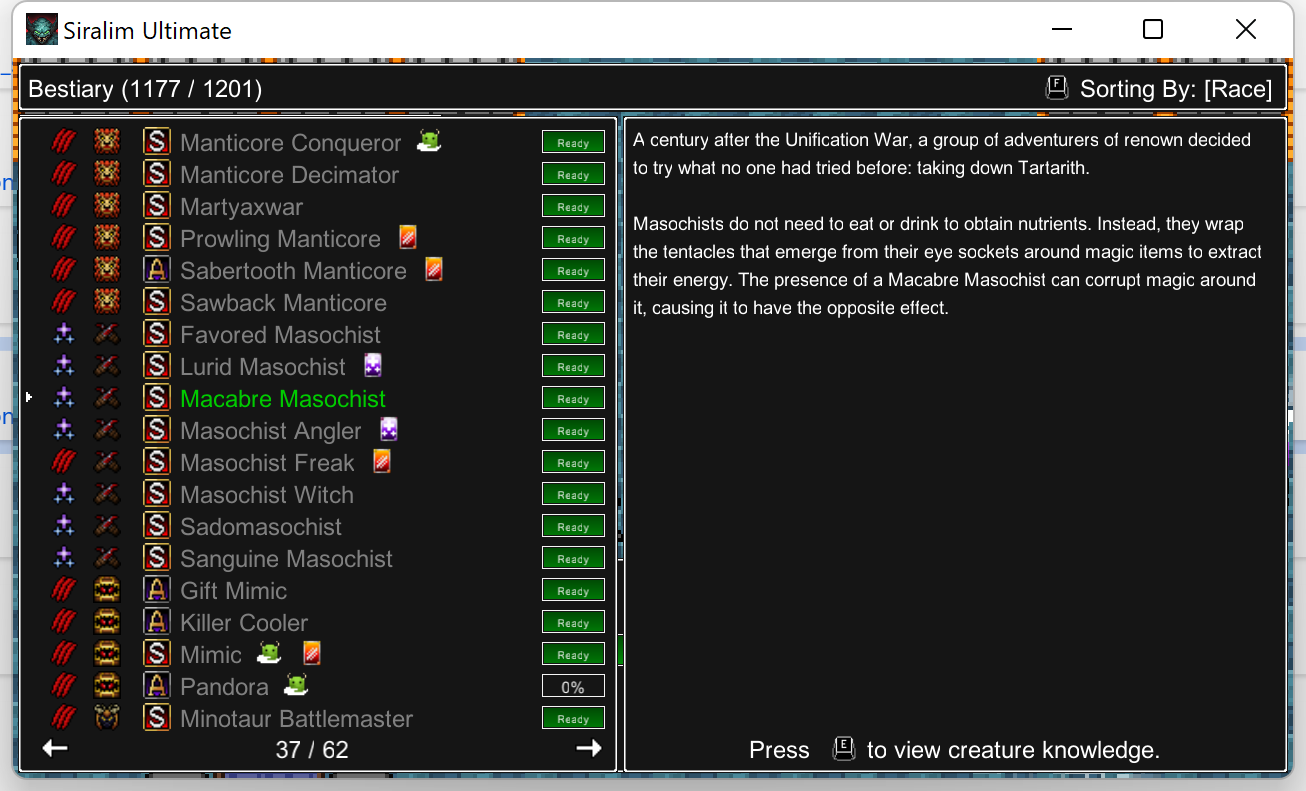 Siralim Ultimate
Bestiary (1177 / 1201)
F Sorting By: [Race]
S Manticore Conqueror Ready
S Manticore Decimator Ready
S Martyaxwar Ready
S Prowling Manticore Ready
A Sabertooth Manticore Ready
S Sawback Manticore Ready
S Favored Masochist Ready
S Lurid Masochist Ready
S Macabre Masochist Ready
S Masochist Angler Ready
S Masochist Freak Ready
S Masochist Witch Ready
S Sadomasochist Ready
S Sanguine Masochist Ready
A Gift Mimic Ready
A Killer Cooler Ready
S Mimic Ready
A Pandora 0%
S Minotaur Battlemaster Ready
37 / 62
A century after the Unification War, a group of adventurers of renown decided
to try what no one had tried before: taking down Tartarith.
Masochists do not need to eat or drink to obtain nutrients. Instead, they wrap
the tentacles that emerge from their eye sockets around magic items to extract
their energy. The presence of a Macabre Masochist can corrupt magic around
it, causing it to have the opposite effect.
Press E to view creature knowledge.